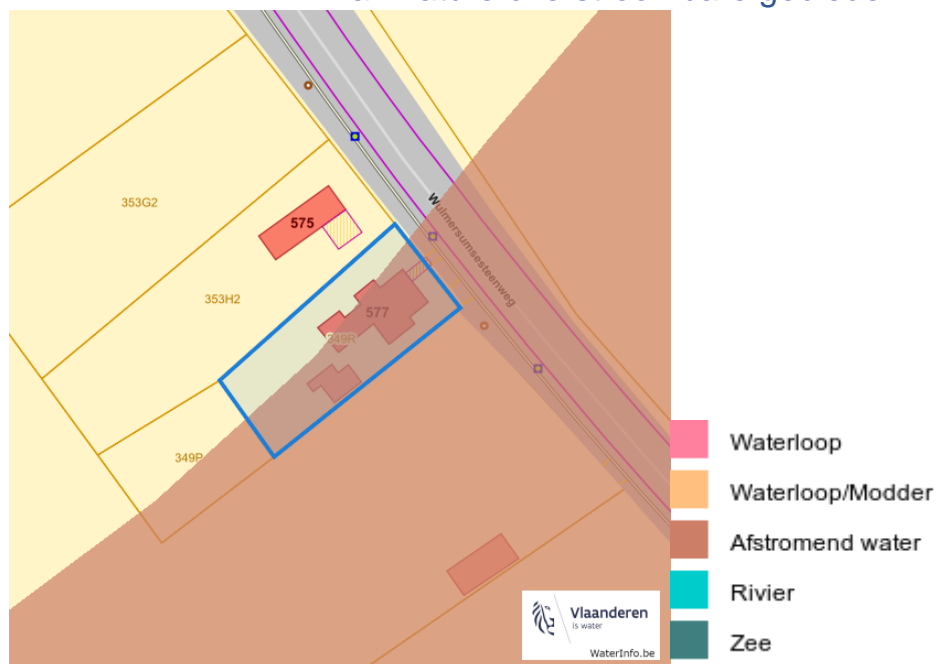 353G2
575
Wulmersumsesteenweg
353H2
577
349R
349P
Waterloop
Waterloop/Modder
Afstromend water
Rivier
Zee
Vlaanderen
is water
WaterInfo.be